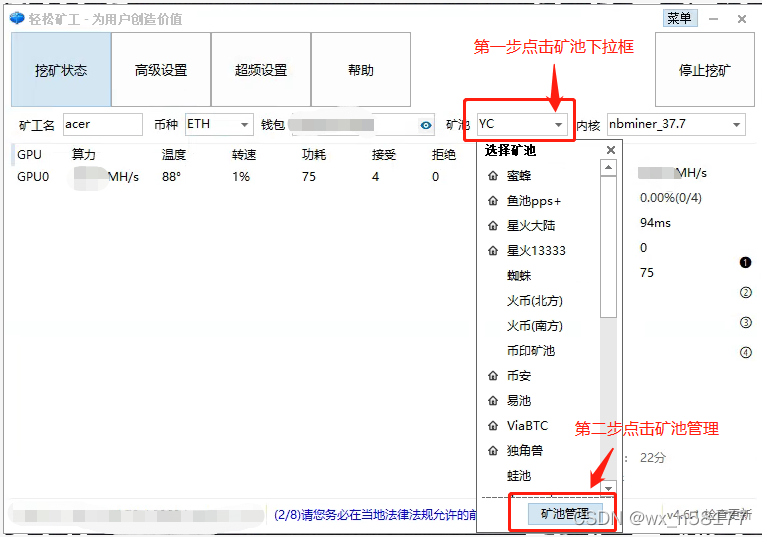 轻松矿工 - 为用户创造价值 菜单
第一步点击矿池下拉框
挖矿状态 高级设置 超频设置 帮助 停止挖矿
矿工名 acer 币种 ETH 钱包 矿池 YC 内核 nbminer_37.7
GPU 算力 温度 转速 功耗 接受 拒绝
GPU0 MH/s 88° 1% 75 4 0
选择矿池
蜜蜂
鱼池pps+
星火大陆
星火13333
蜘蛛
火币(北方)
火币(南方)
币印矿池
币安
易池
ViaBTC
独角兽
蛙池
矿池管理
MH/s
0.00%(0/4)
94ms
0
75
1
2
3
4
第二步点击矿池管理
: 22分
(2/8)请您务必在当地法律法规允许的前
v4.6.1
CSDN @wx_n58177